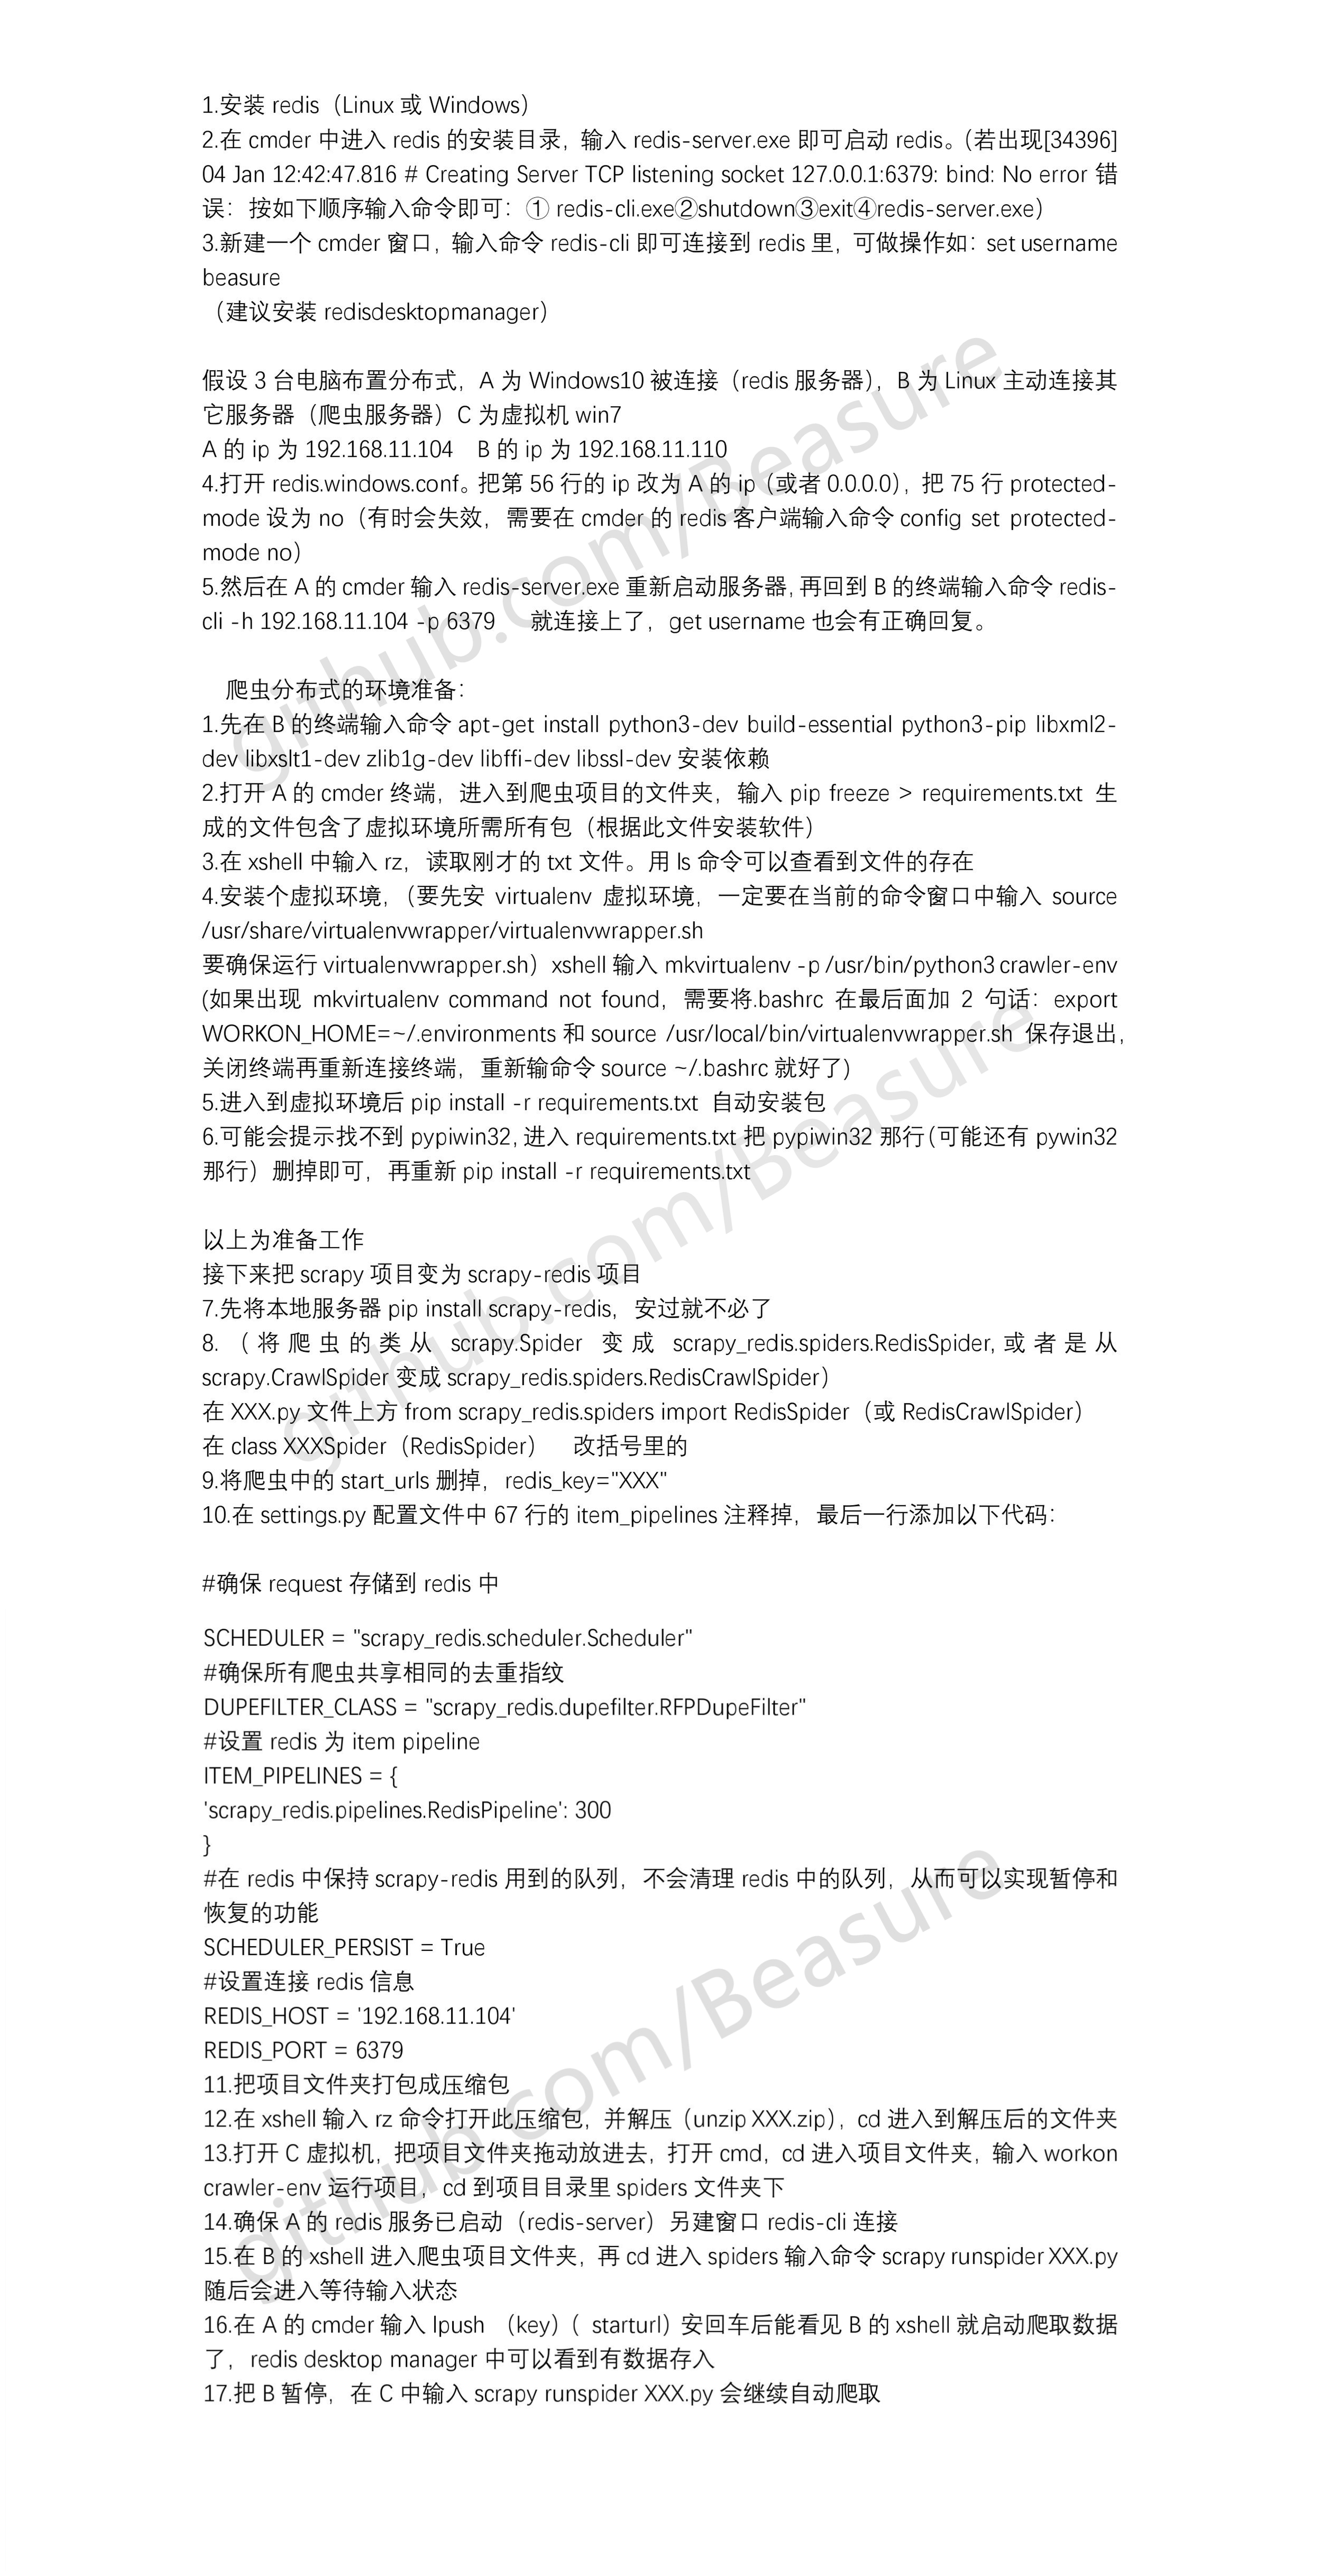 1.安装 redis（Linux 或 Windows）
2.在 cmder 中进入 redis 的安装目录，输入 redis-server.exe 即可启动 redis。（若出现[34396]
04 Jan 12:42:47.816 # Creating Server TCP listening socket 127.0.0.1:6379: bind: No error 错
误：按如下顺序输入命令即可：① redis-cli.exe②shutdown③exit④redis-server.exe）
3.新建一个 cmder 窗口，输入命令 redis-cli 即可连接到 redis 里，可做操作如：set username
beasure
（建议安装 redisdesktopmanager）
假设 3 台电脑布置分布式，A 为 Windows10 被连接（redis 服务器），B 为 Linux 主动连接其
它服务器（爬虫服务器）C 为虚拟机 win7
A 的 ip 为 192.168.11.104    B 的 ip 为 192.168.11.110
4.打开 redis.windows.conf。把第 56 行的 ip 改为 A 的 ip（或者 0.0.0.0），把 75 行 protected-
mode 设为 no（有时会失效，需要在 cmder 的 redis 客户端输入命令 config set protected-
mode no）
5.然后在 A 的 cmder 输入 redis-server.exe 重新启动服务器，再回到 B 的终端输入命令 redis-
cli -h 192.168.11.104 -p 6379      就连接上了，get username 也会有正确回复。
爬虫分布式的环境准备：
1.先在 B 的终端输入命令 apt-get install python3-dev build-essential python3-pip libxml2-
dev libxslt1-dev zlib1g-dev libffi-dev libssl-dev 安装依赖
2.打开 A 的 cmder 终端，进入到爬虫项目的文件夹，输入 pip freeze > requirements.txt 生
成的文件包含了虚拟环境所需所有包（根据此文件安装软件）
3.在 xshell 中输入 rz，读取刚才的 txt 文件。用 ls 命令可以查看到文件的存在
4.安装个虚拟环境，（要先安 virtualenv 虚拟环境，一定要在当前的命令窗口中输入 source
/usr/share/virtualenvwrapper/virtualenvwrapper.sh
要确保运行 virtualenvwrapper.sh）xshell 输入 mkvirtualenv -p /usr/bin/python3 crawler-env
(如果出现 mkvirtualenv command not found，需要将.bashrc 在最后面加 2 句话：export
WORKON_HOME=~/.environments 和 source /usr/local/bin/virtualenvwrapper.sh 保存退出，
关闭终端再重新连接终端，重新输命令 source ~/.bashrc 就好了)
5.进入到虚拟环境后 pip install -r requirements.txt 自动安装包
6.可能会提示找不到 pypiwin32，进入 requirements.txt 把 pypiwin32 那行（可能还有 pywin32
那行）删掉即可，再重新 pip install -r requirements.txt
以上为准备工作
接下来把 scrapy 项目变为 scrapy-redis 项目
7.先将本地服务器 pip install scrapy-redis，安过就不必了
8.（将爬虫的类从 scrapy.Spider 变成 scrapy_redis.spiders.RedisSpider,或者是从
scrapy.CrawlSpider 变成 scrapy_redis.spiders.RedisCrawlSpider）
在 XXX.py 文件上方 from scrapy_redis.spiders import RedisSpider（或 RedisCrawlSpider）
在 class XXXSpider（RedisSpider）    改括号里的
9.将爬虫中的 start_urls 删掉，redis_key="XXX"
10.在 settings.py 配置文件中 67 行的 item_pipelines 注释掉，最后一行添加以下代码：
#确保 request 存储到 redis 中
SCHEDULER = "scrapy_redis.scheduler.Scheduler"
#确保所有爬虫共享相同的去重指纹
DUPEFILTER_CLASS = "scrapy_redis.dupefilter.RFPDupeFilter"
#设置 redis 为 item pipeline
ITEM_PIPELINES = {
'scrapy_redis.pipelines.RedisPipeline': 300
}
#在 redis 中保持 scrapy-redis 用到的队列，不会清理 redis 中的队列，从而可以实现暂停和
恢复的功能
SCHEDULER_PERSIST = True
#设置连接 redis 信息
REDIS_HOST = '192.168.11.104'
REDIS_PORT = 6379
11.把项目文件夹打包成压缩包
12.在 xshell 输入 rz 命令打开此压缩包，并解压（unzip XXX.zip），cd 进入到解压后的文件夹
13.打开 C 虚拟机，把项目文件夹拖动放进去，打开 cmd，cd 进入项目文件夹，输入 workon
crawler-env 运行项目，cd 到项目目录里 spiders 文件夹下
14.确保 A 的 redis 服务已启动（redis-server）另建窗口 redis-cli 连接
15.在 B 的 xshell 进入爬虫项目文件夹，再 cd 进入 spiders 输入命令 scrapy runspider XXX.py
随后会进入等待输入状态
16.在 A 的 cmder 输入 lpush （key)（ starturl) 安回车后能看见 B 的 xshell 就启动爬取数据
了，redis desktop manager 中可以看到有数据存入
17.把 B 暂停，在 C 中输入 scrapy runspider XXX.py 会继续自动爬取
github.com/Beasure
github.com/Beasure
github.com/Beasure